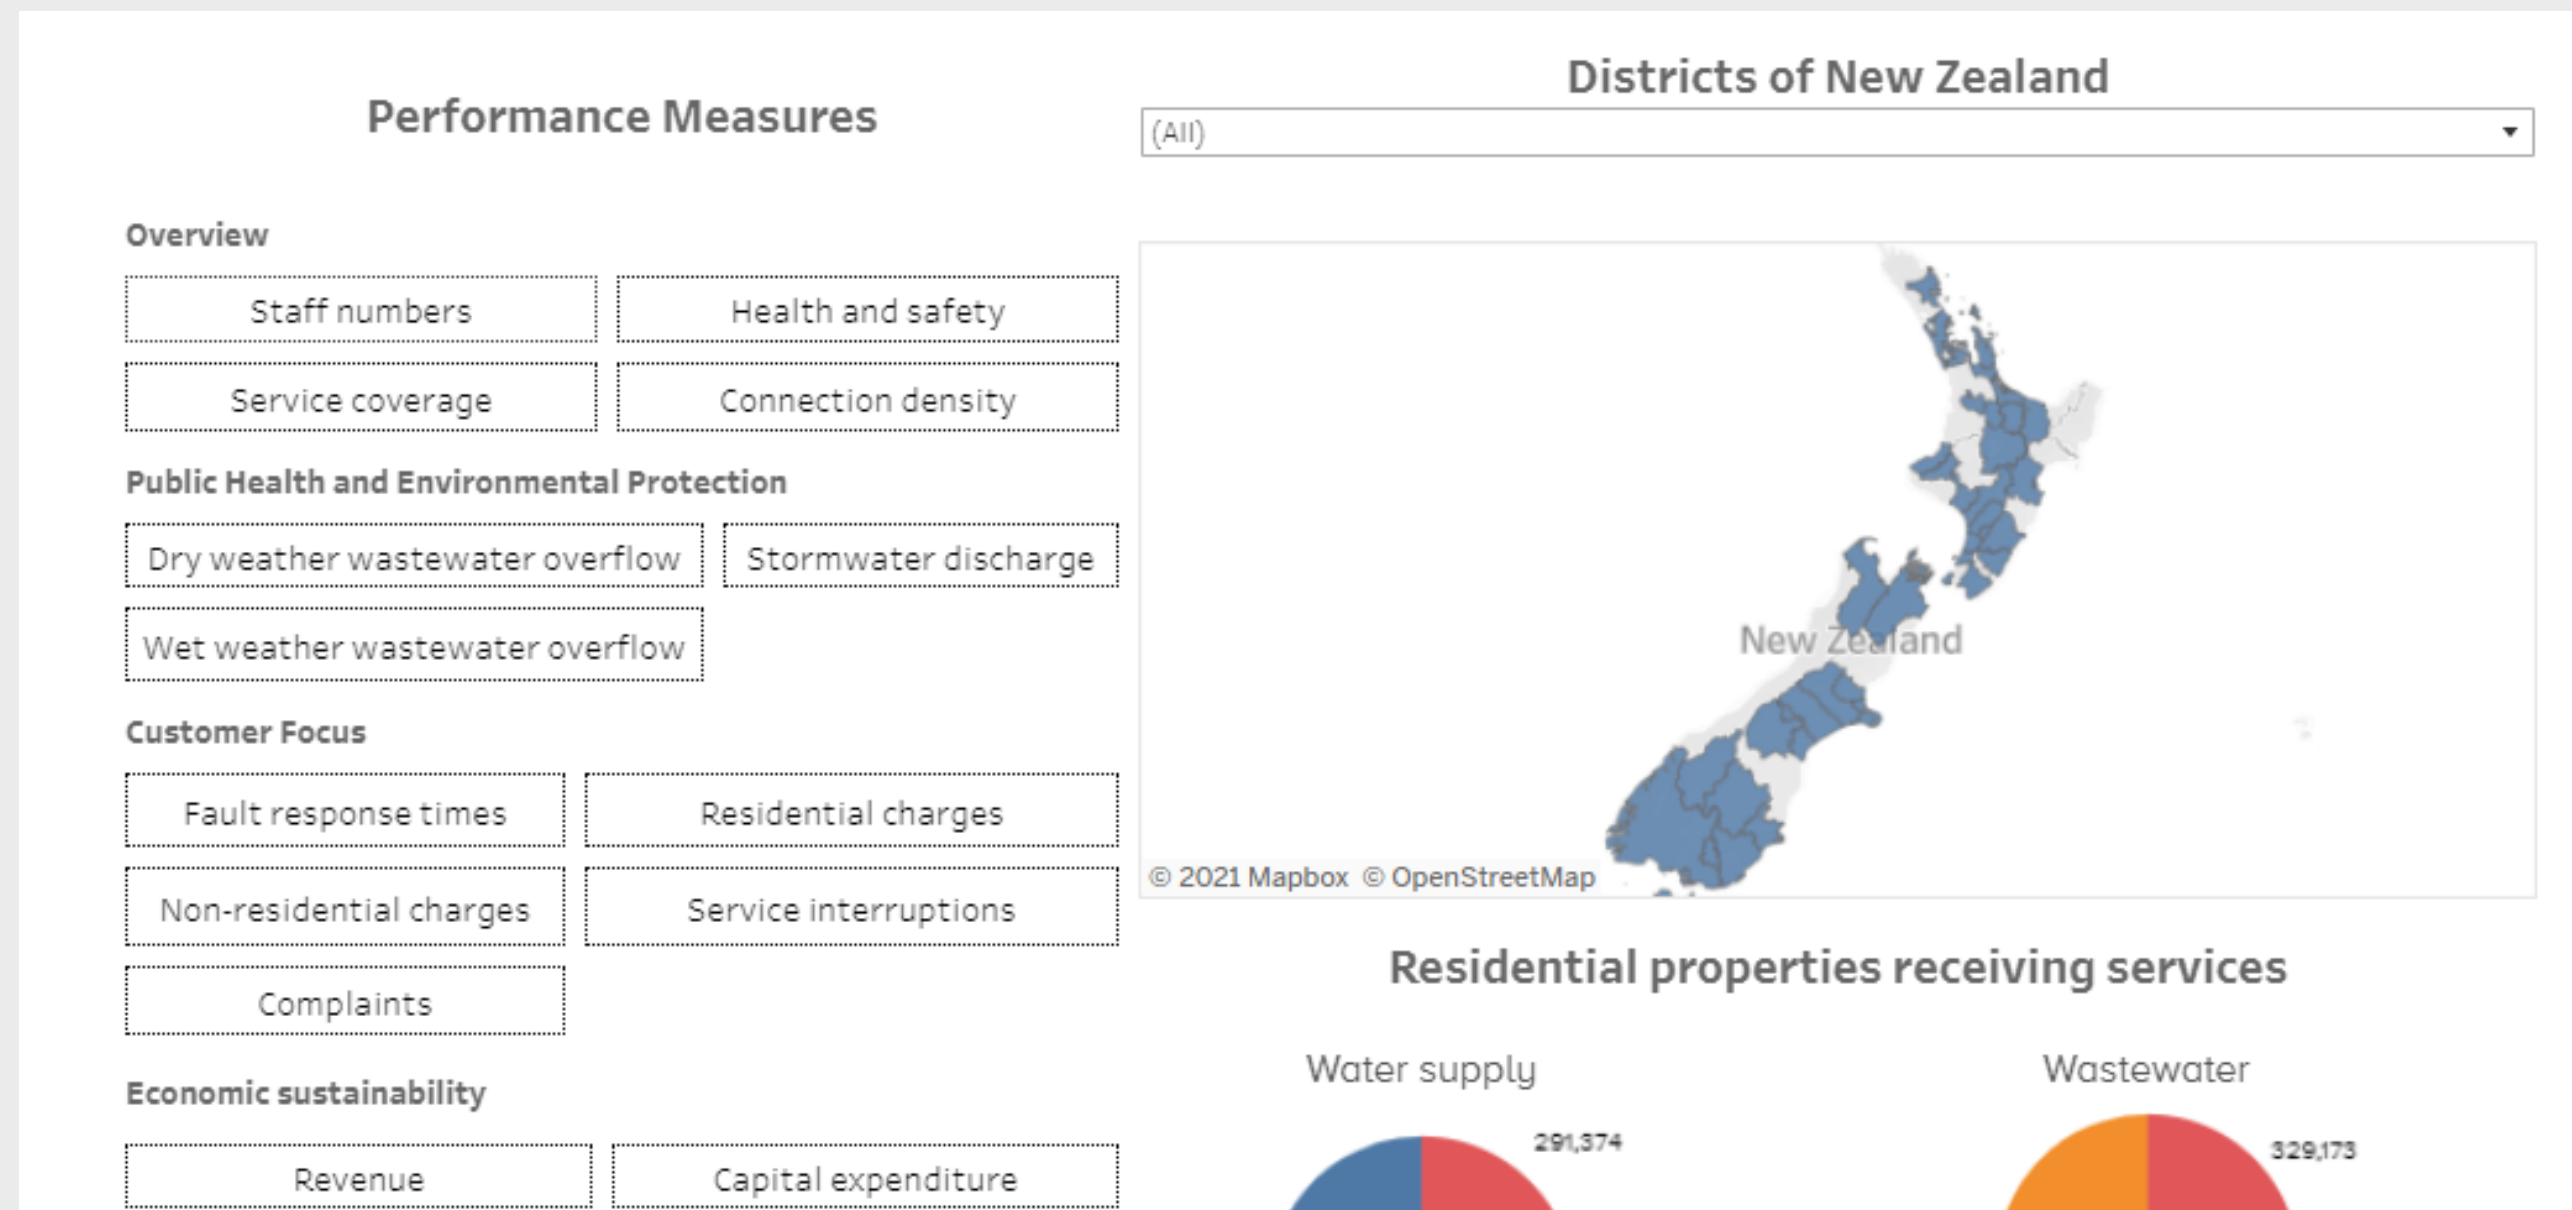 Performance Measures
Overview
Staff numbers
Health and safety
Service coverage
Connection density
Public Health and Environmental Protection
Dry weather wastewater overflow
Stormwater discharge
Wet weather wastewater overflow
Customer Focus
Fault response times
Residential charges
Non-residential charges
Service interruptions
Complaints
Economic sustainability
Revenue
Capital expenditure
Districts of New Zealand
(All)
New Zealand
© 2021 Mapbox © OpenStreetMap
Residential properties receiving services
Water supply
291,374
Wastewater
329,173